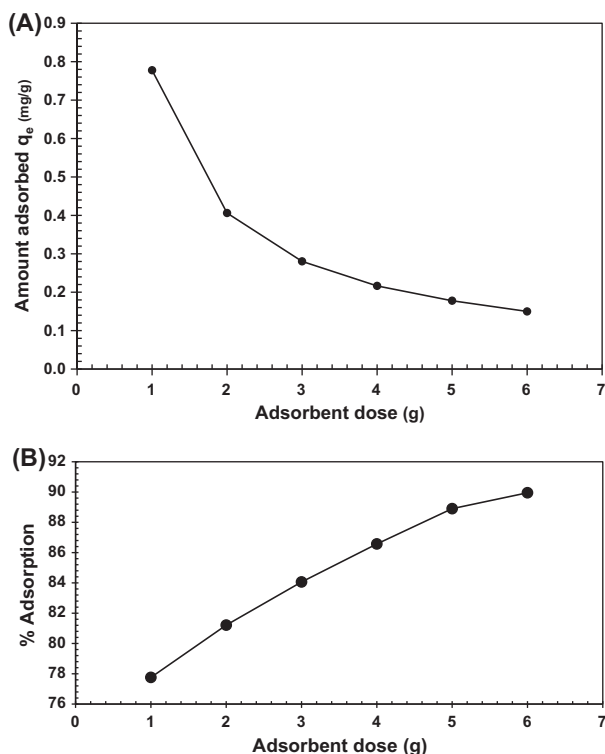 (A)
0.9
0.8
0.7
0.6
0.5
0.4
0.3
0.2
0.1
0.0
Amount adsorbed qₑ (mg/g)
0 1 2 3 4 5 6 7
Adsorbent dose (g)
(B)
92
90
88
86
84
82
80
78
76
% Adsorption
0 1 2 3 4 5 6 7
Adsorbent dose (g)